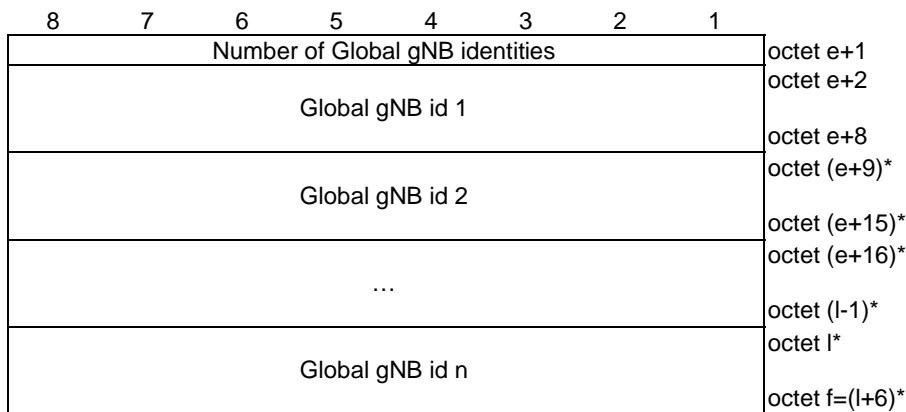 8 7 6 5 4 3 2 1
Number of Global gNB identities octet e+1
octet e+2
Global gNB id 1
octet e+8
octet (e+9)*
Global gNB id 2
octet (e+15)*
octet (e+16)*
…
octet (l-1)*
octet l*
Global gNB id n
octet f=(l+6)*